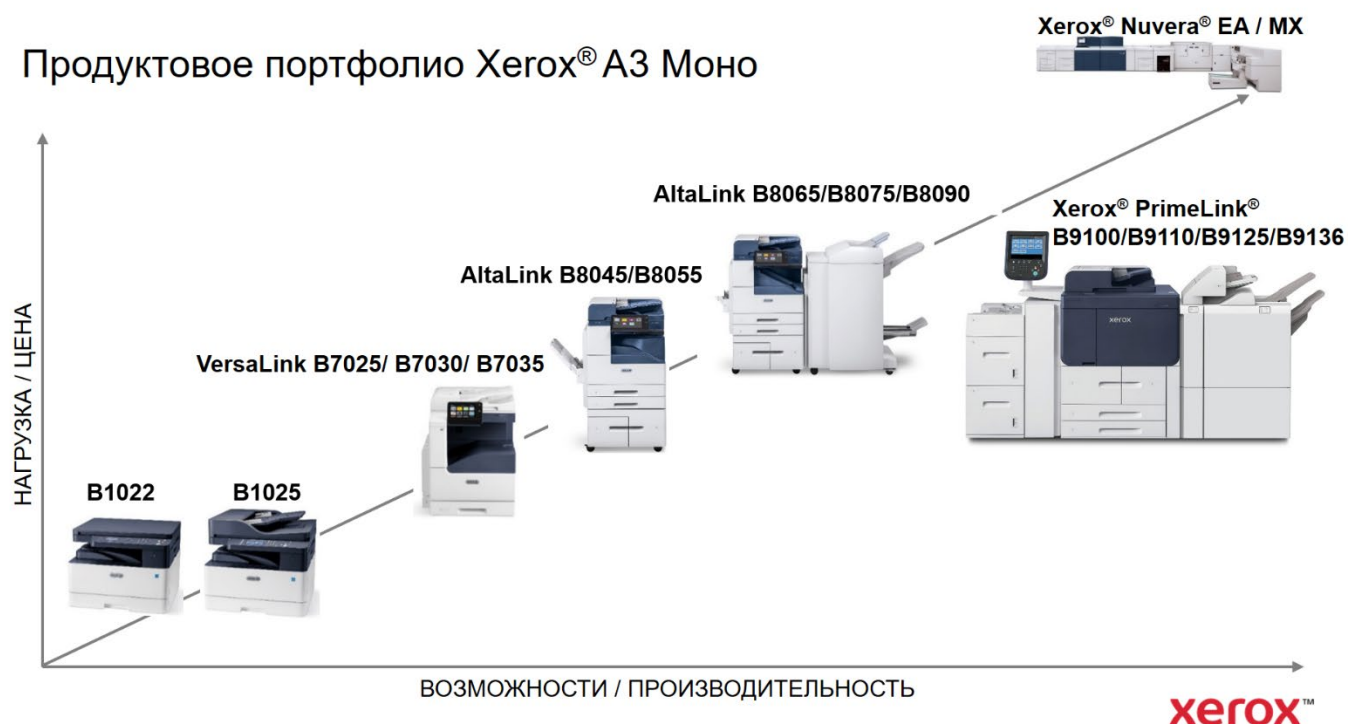 Xerox® Nuvera® EA / MX
Продуктовое портфолио Xerox® A3 Моно
AltaLink B8065/B8075/B8090
Xerox® PrimeLink®
B9100/B9110/B9125/B9136
AltaLink B8045/B8055
xerox
VersaLink B7025/ B7030/ B7035
B1022
B1025
НАГРУЗКА / ЦЕНА
ВОЗМОЖНОСТИ / ПРОИЗВОДИТЕЛЬНОСТЬ
xerox™